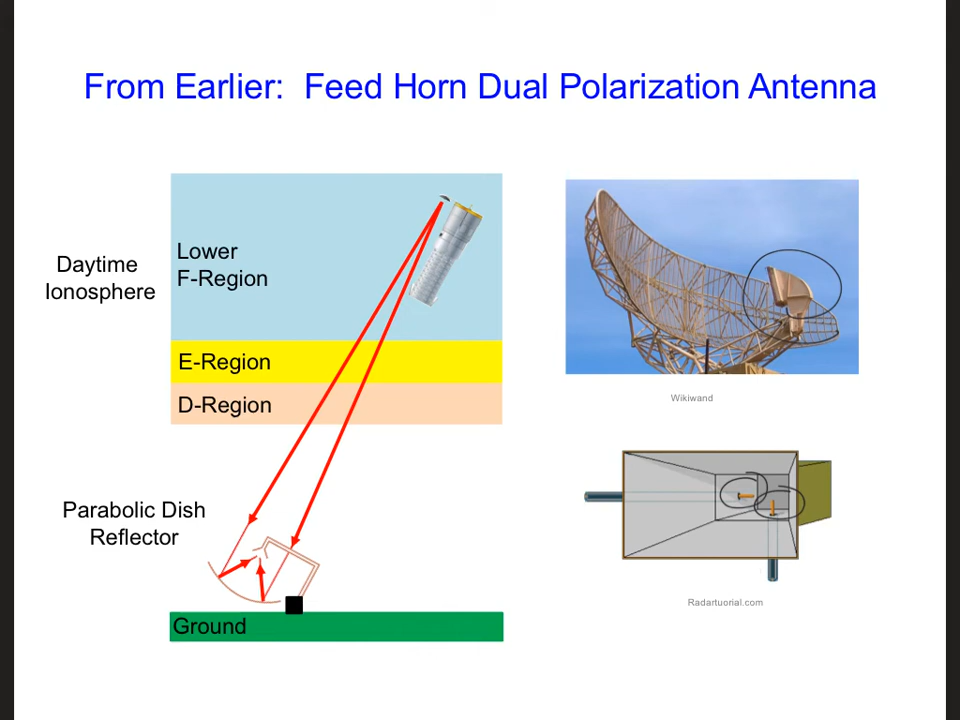 From Earlier:  Feed Horn Dual Polarization Antenna
Daytime
Ionosphere
Lower
F-Region
E-Region
D-Region
Parabolic Dish
Reflector
Ground
Wikiwand
Radartuorial.com